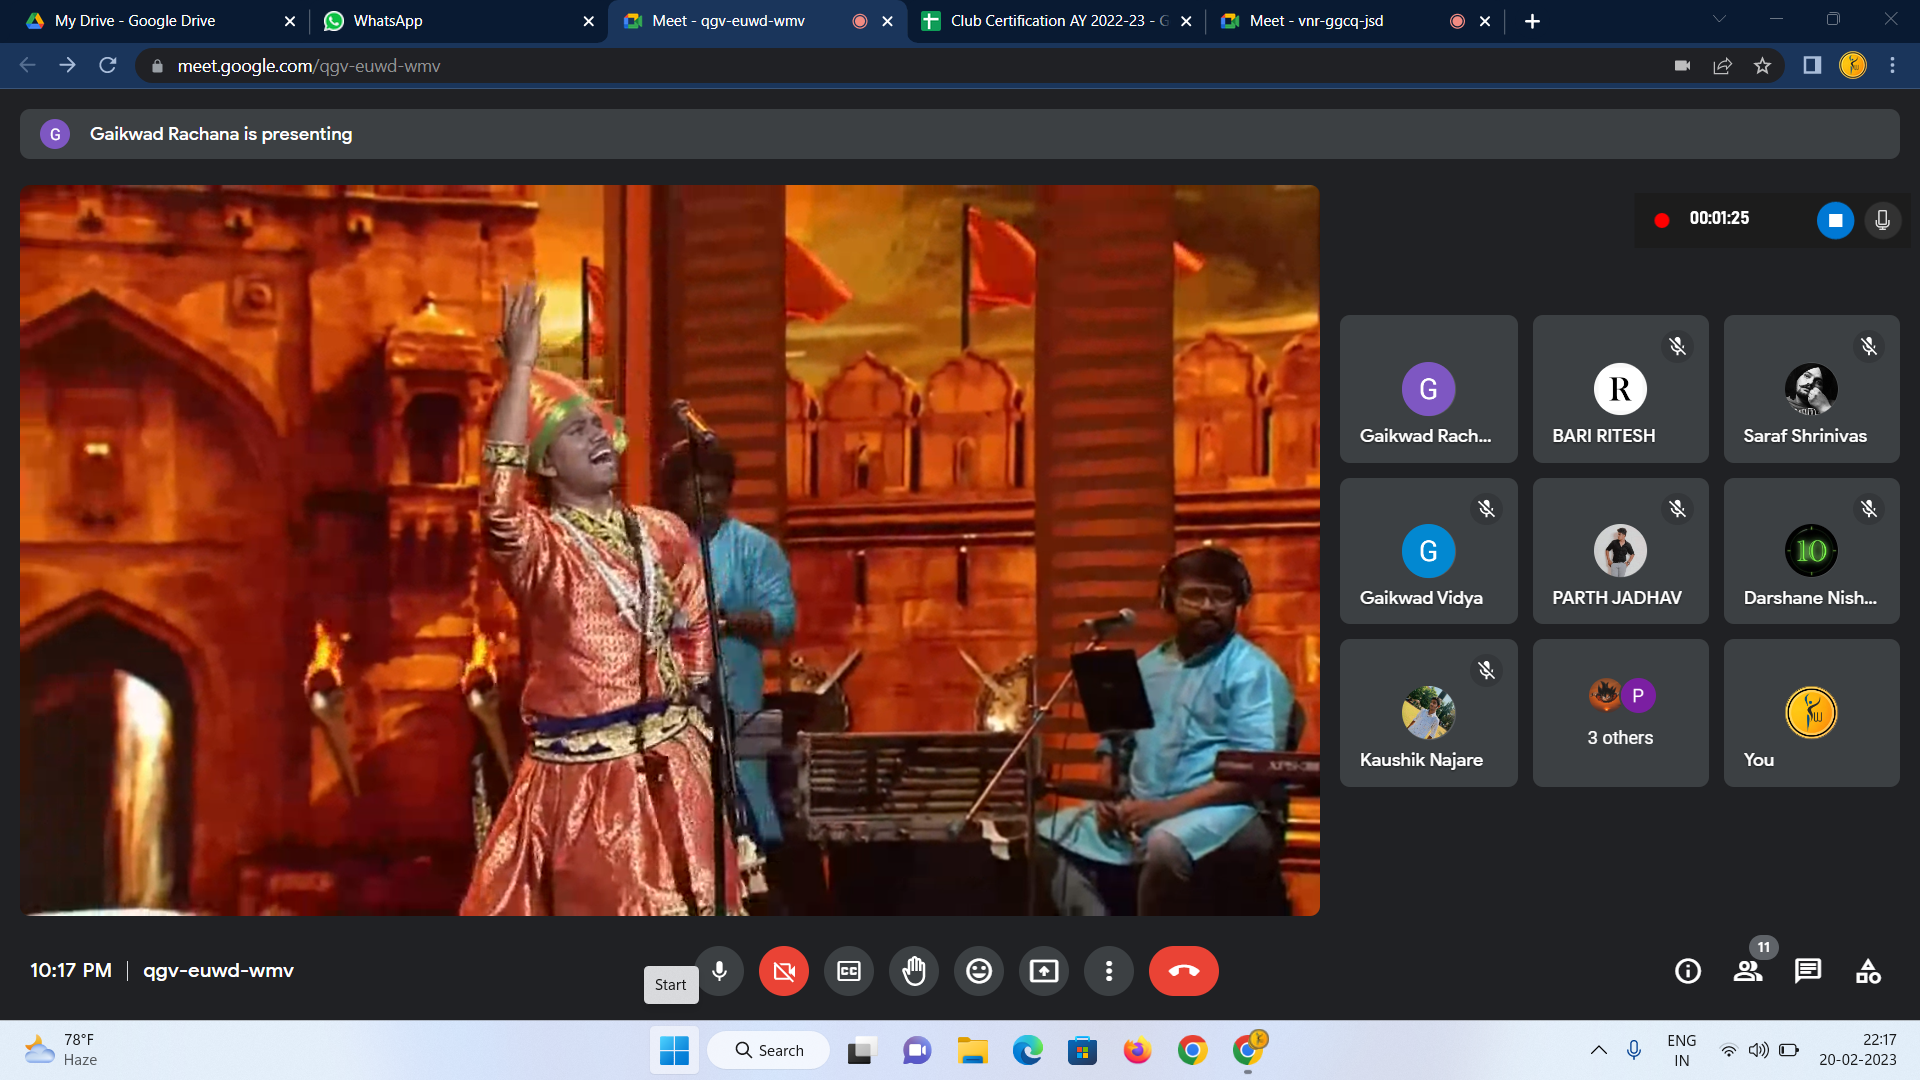 My Drive - Google Drive
WhatsApp
Meet - qgv-euwd-wmv
Club Certification AY 2022-23 - G
Meet - vnr-ggcq-jsd
meet.google.com/qgv-euwd-wmv
G
Gaikwad Rachana is presenting
00:01:25
G
Gaikwad Rach...
R
BARI RITESH
Saraf Shrinivas
G
Gaikwad Vidya
PARTH JADHAV
10
Darshane Nish...
Kaushik Najare
P
3 others
You
10:17 PM | qgv-euwd-wmv
CC
11
Start
78°F
Haze
Search
ENG
IN
22:17
20-02-2023